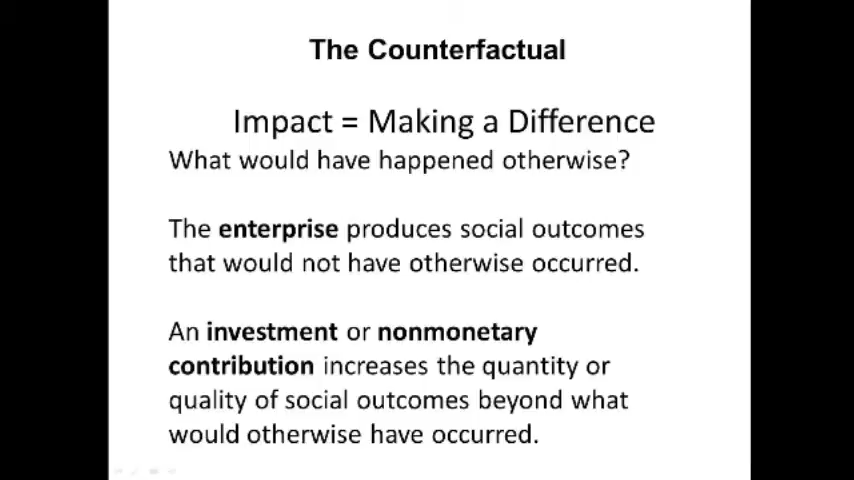 The Counterfactual
Impact = Making a Difference
What would have happened otherwise?
The enterprise produces social outcomes
that would not have otherwise occurred.
An investment or nonmonetary
contribution increases the quantity or
quality of social outcomes beyond what
would otherwise have occurred.